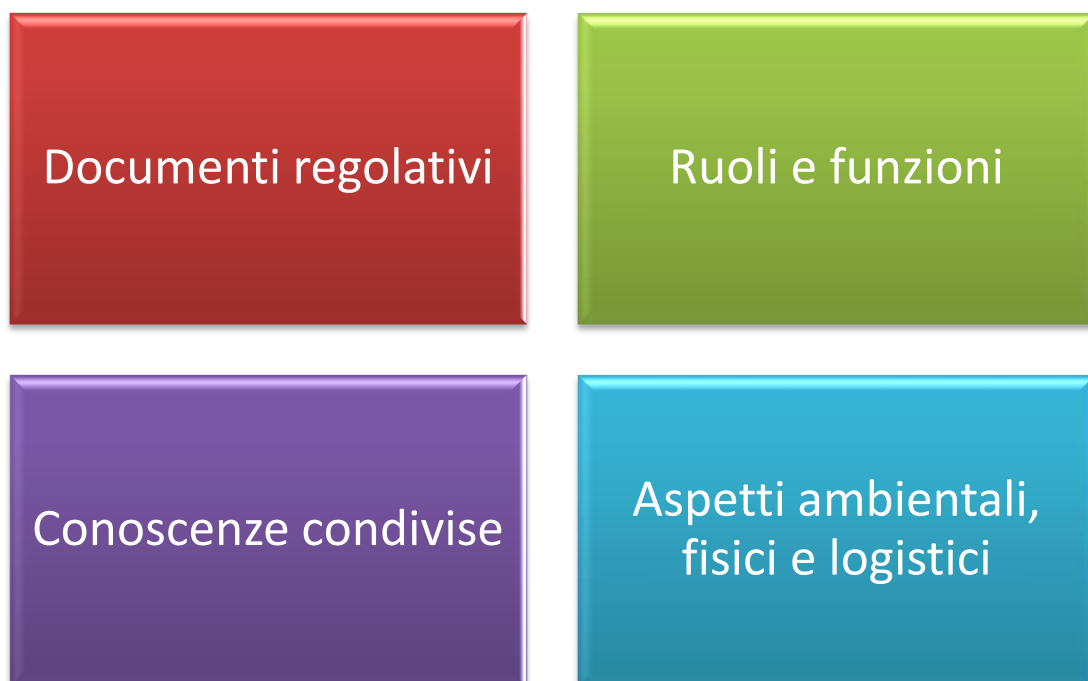 Documenti regolativi
Ruoli e funzioni
Conoscenze condivise
Aspetti ambientali,
fisici e logistici